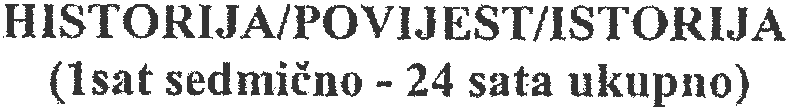 HISTORIJA/POVIJEST/ISTORIJA
(1sat sedmično - 24 sata ukupno)